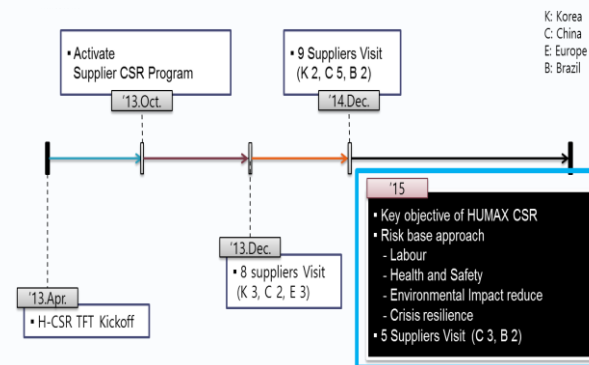 K: Korea
C: China
E: Europe
B: Brazil
▪ Activate
Supplier CSR Program
'13.Oct.
▪ 9 Suppliers Visit
(K 2, C 5, B 2)
'14.Dec.
'13.Apr.
▪ H-CSR TFT Kickoff
'13.Dec.
▪ 8 suppliers Visit
(K 3, C 2, E 3)
'15
▪ Key objective of HUMAX CSR
▪ Risk base approach
- Labour
- Health and Safety
- Environmental Impact reduce
- Crisis resilience
▪ 5 Suppliers Visit (C 3, B 2)